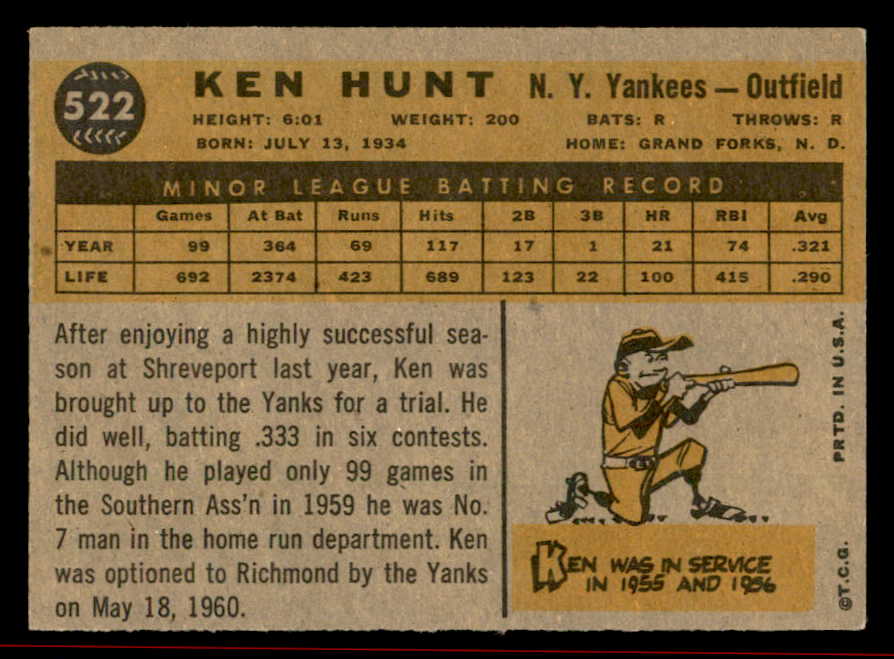 522
KEN HUNT N. Y. Yankees — Outfield
HEIGHT: 6:01 WEIGHT: 200 BATS: R THROWS: R
BORN: JULY 13, 1934 HOME: GRAND FORKS, N. D.
MINOR LEAGUE BATTING RECORD
Games At Bat Runs Hits 2B 3B HR RBI Avg
YEAR 99 364 69 117 17 1 21 74 .321
LIFE 692 2374 423 689 123 22 100 415 .290
After enjoying a highly successful sea-
son at Shreveport last year, Ken was
brought up to the Yanks for a trial. He
did well, batting .333 in six contests.
Although he played only 99 games in
the Southern Ass'n in 1959 he was No.
7 man in the home run department. Ken
was optioned to Richmond by the Yanks
on May 18, 1960.
KEN WAS IN SERVICE
IN 1955 AND 1956
©T.C.G. PRTD. IN U.S.A.